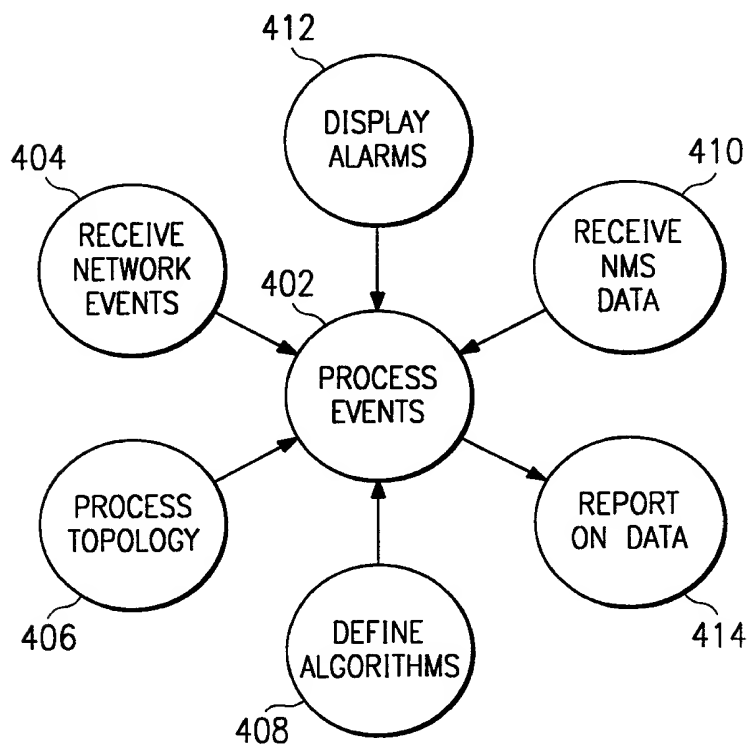 412
DISPLAY
ALARMS
404
RECEIVE
NETWORK
EVENTS
410
RECEIVE
NMS
DATA
402
PROCESS
EVENTS
PROCESS
TOPOLOGY
406
REPORT
ON DATA
414
DEFINE
ALGORITHMS
408